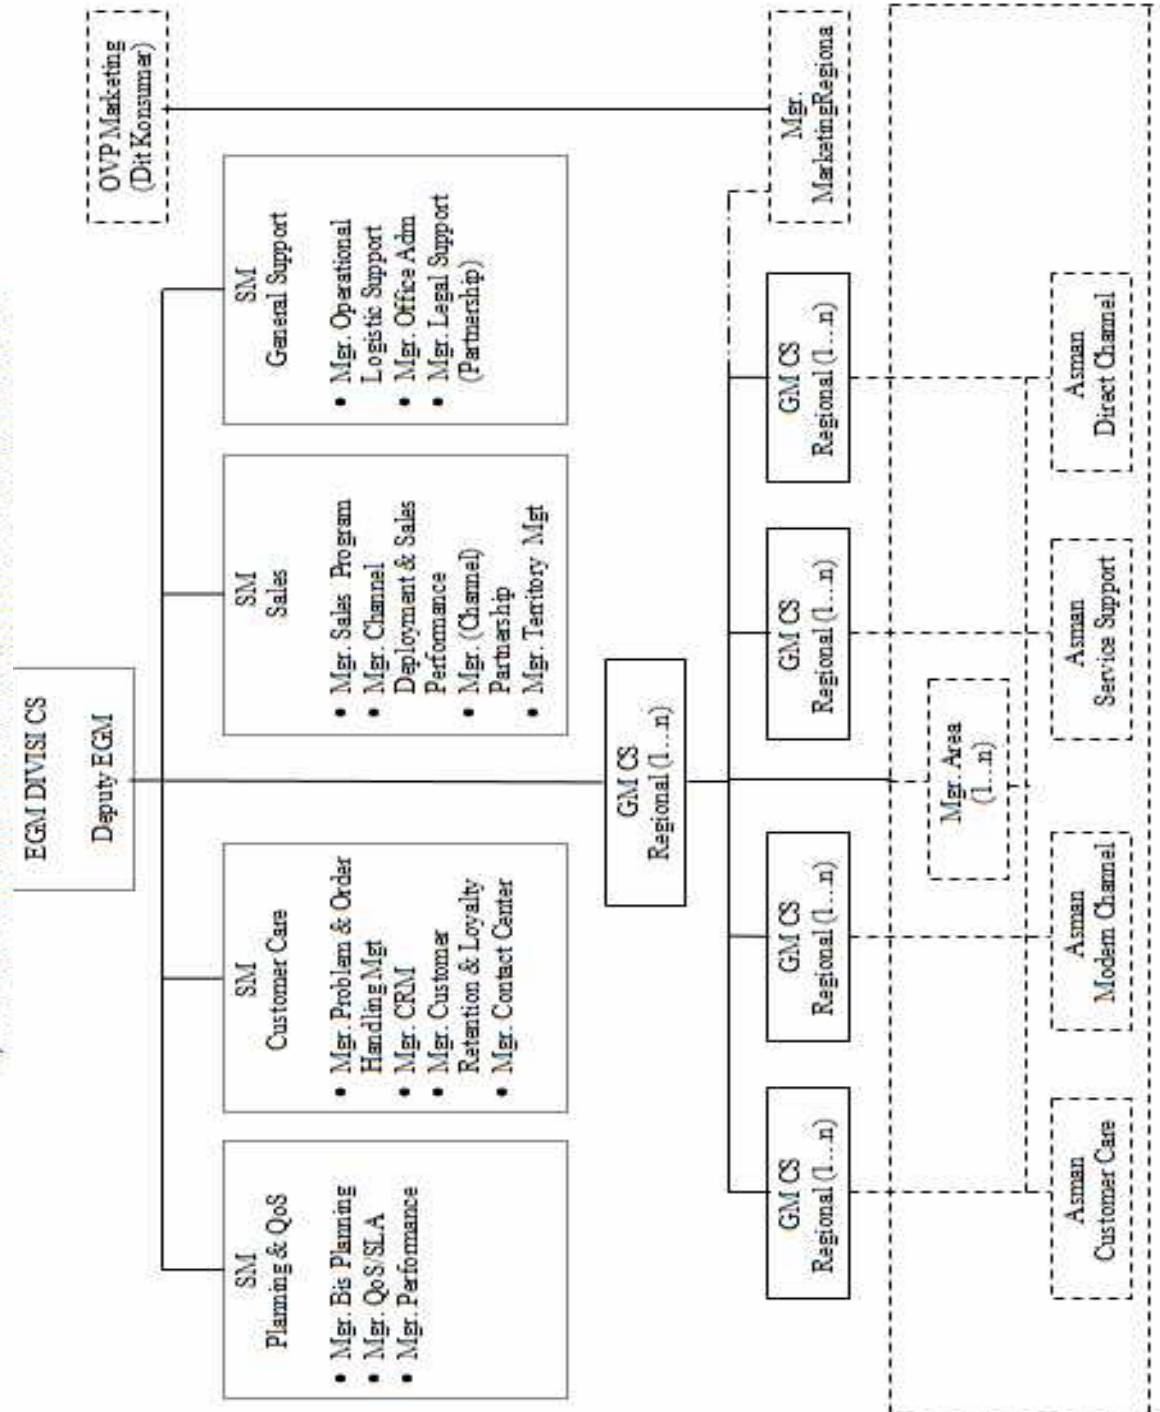 EGM DIVISI CS
Deputy EGM
OVP Marketing
(Dit Konsumer)
SM
Planning & QoS
• Mgr. Bis Planning
• Mgr. QoS/SLA
• Mgr. Performance
SM
Customer Care
• Mgr. Problem & Order
Handling Mgt
• Mgr. CRM
• Mgr. Customer
Retention & Loyalty
• Mgr. Contact Center
SM
Sales
• Mgr. Sales Program
• Mgr. Channel
Deployment & Sales
Performance
• Mgr. (Channel)
Partnership
• Mgr. Territory Mgt
SM
General Support
• Mgr. Operational
Logistic Support
• Mgr. Office Adm
• Mgr. Legal Support
(Partnership)
GM CS
Regional (1...n)
GM CS
Regional (1...n)
GM CS
Regional (1...n)
GM CS
Regional (1...n)
GM CS
Regional (1...n)
Mgr.
MarketingRegiona
Mgr. Area
(1...n)
Asman
Customer Care
Asman
Modern Channel
Asman
Service Support
Asman
Direct Channel